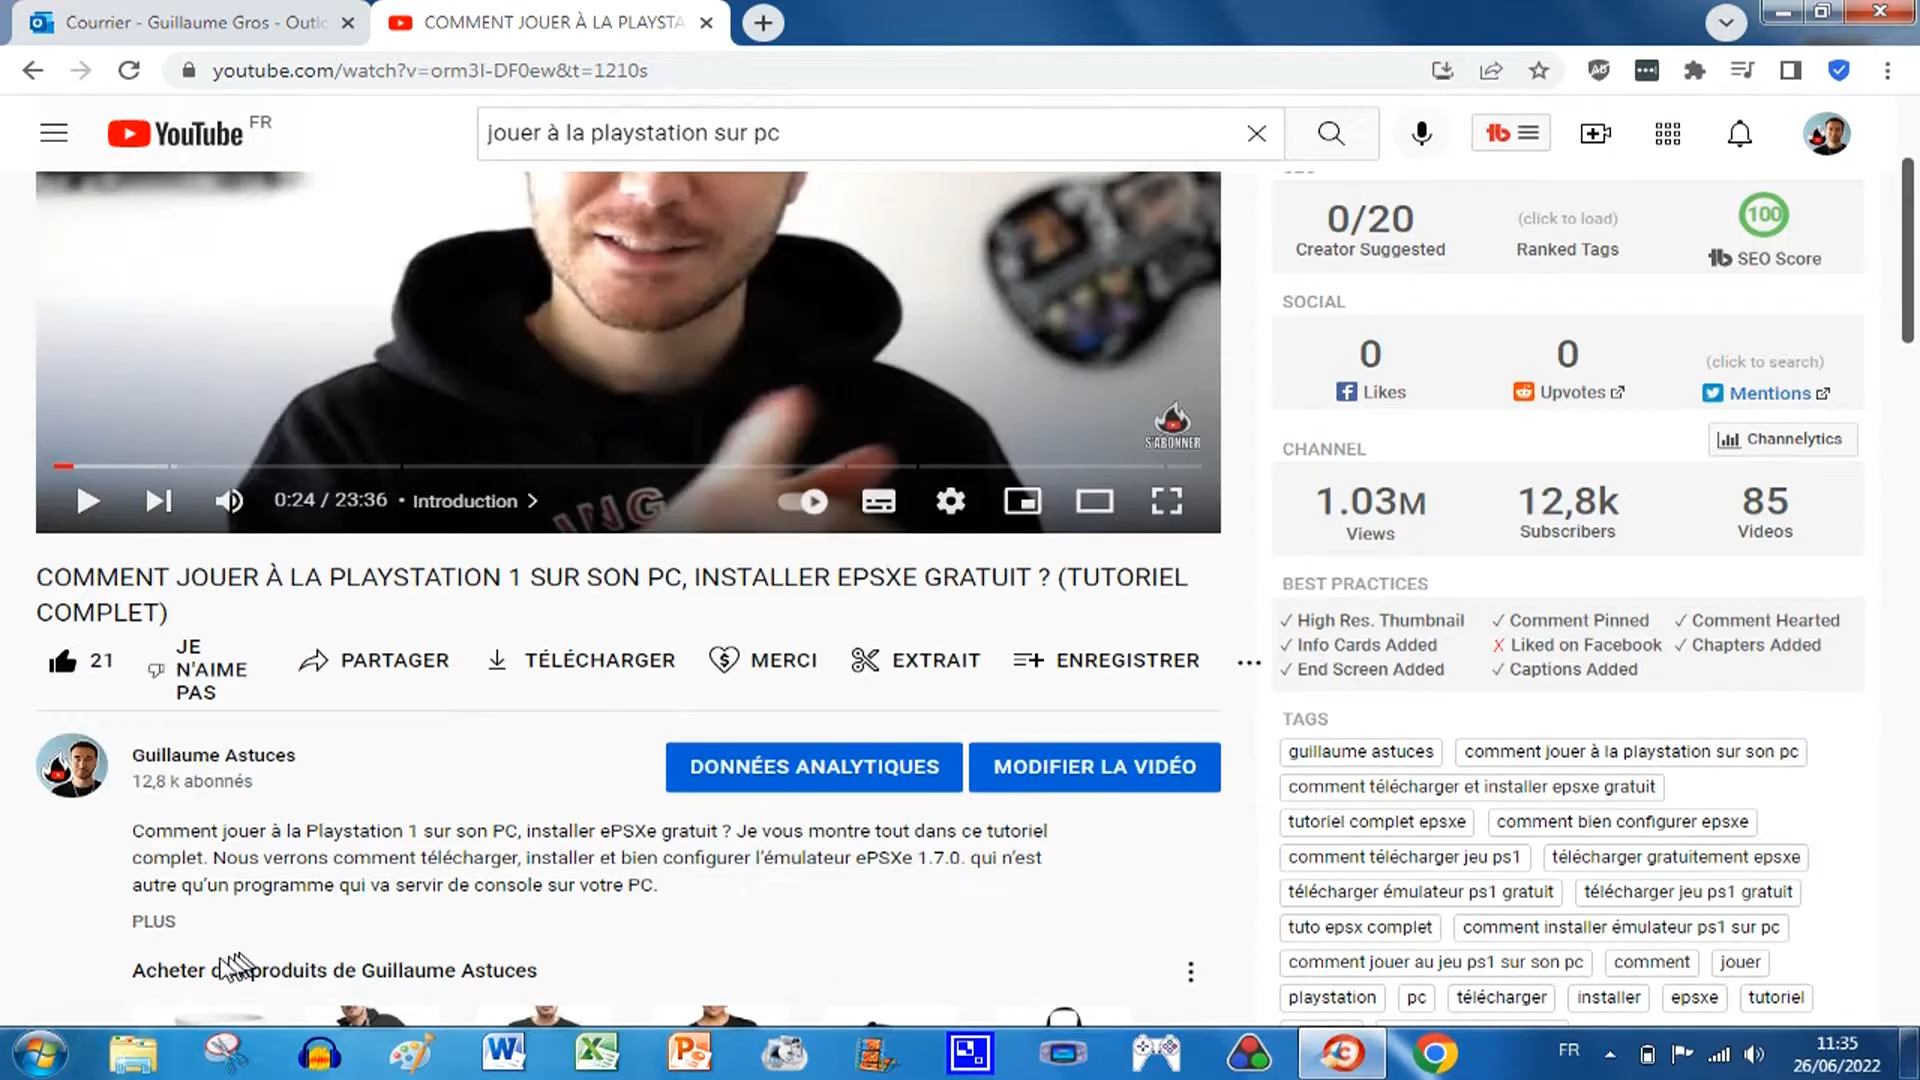 Courrier - Guillaume Gros - Outlo
COMMENT JOUER À LA PLAYSTA
youtube.com/watch?v=orm3I-DF0ew&t=1210s
YouTube FR
jouer à la playstation sur pc
0/20
Creator Suggested
(click to load)
Ranked Tags
100
SEO Score
SOCIAL
0
Likes
0
Upvotes
(click to search)
Mentions
S'ABONNER
CHANNEL
Channelytics
1.03M
Views
12,8k
Subscribers
85
Videos
0:24 / 23:36 • Introduction
COMMENT JOUER À LA PLAYSTATION 1 SUR SON PC, INSTALLER EPSXE GRATUIT ? (TUTORIEL
COMPLET)
21
JE
N'AIME
PAS
PARTAGER
TÉLÉCHARGER
MERCI
EXTRAIT
ENREGISTRER
BEST PRACTICES
✓ High Res. Thumbnail ✓ Comment Pinned ✓ Comment Hearted
✓ Info Cards Added X Liked on Facebook ✓ Chapters Added
✓ End Screen Added ✓ Captions Added
Guillaume Astuces
12,8 k abonnés
DONNÉES ANALYTIQUES
MODIFIER LA VIDÉO
Comment jouer à la Playstation 1 sur son PC, installer ePSXe gratuit ? Je vous montre tout dans ce tutoriel
complet. Nous verrons comment télécharger, installer et bien configurer l'émulateur ePSXe 1.7.0. qui n'est
autre qu'un programme qui va servir de console sur votre PC.
PLUS
Acheter produits de Guillaume Astuces
TAGS
guillaume astuces comment jouer à la playstation sur son pc
comment télécharger et installer epsxe gratuit
tutoriel complet epsxe comment bien configurer epsxe
comment télécharger jeu ps1 télécharger gratuitement epsxe
télécharger émulateur ps1 gratuit télécharger jeu ps1 gratuit
tuto epsx complet comment installer émulateur ps1 sur pc
comment jouer au jeu ps1 sur son pc comment jouer
playstation pc télécharger installer epsxe tutoriel
FR
11:35
26/06/2022